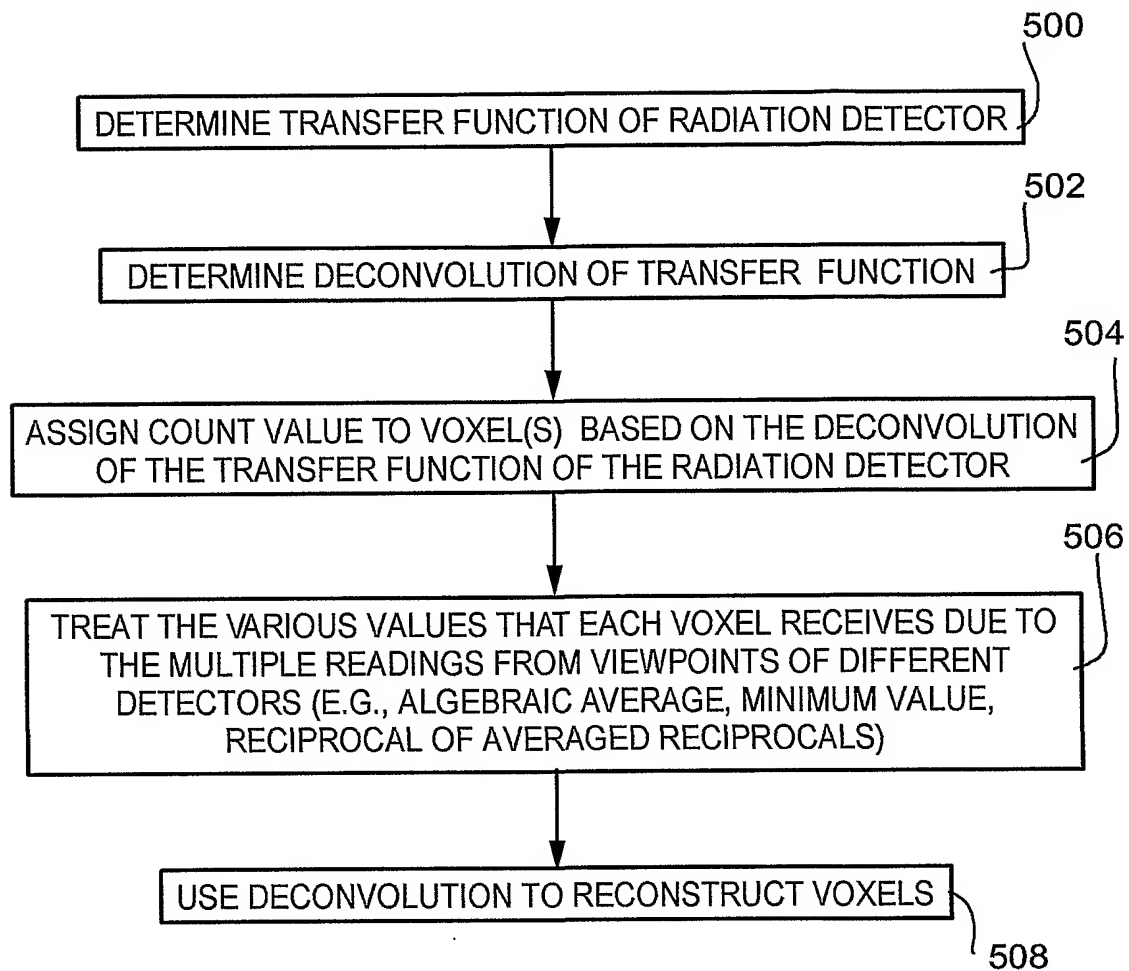 500
DETERMINE TRANSFER FUNCTION OF RADIATION DETECTOR
502
DETERMINE DECONVOLUTION OF TRANSFER FUNCTION
504
ASSIGN COUNT VALUE TO VOXEL(S) BASED ON THE DECONVOLUTION
OF THE TRANSFER FUNCTION OF THE RADIATION DETECTOR
506
TREAT THE VARIOUS VALUES THAT EACH VOXEL RECEIVES DUE TO
THE MULTIPLE READINGS FROM VIEWPOINTS OF DIFFERENT
DETECTORS (E.G., ALGEBRAIC AVERAGE, MINIMUM VALUE,
RECIPROCAL OF AVERAGED RECIPROCALS)
USE DECONVOLUTION TO RECONSTRUCT VOXELS
508